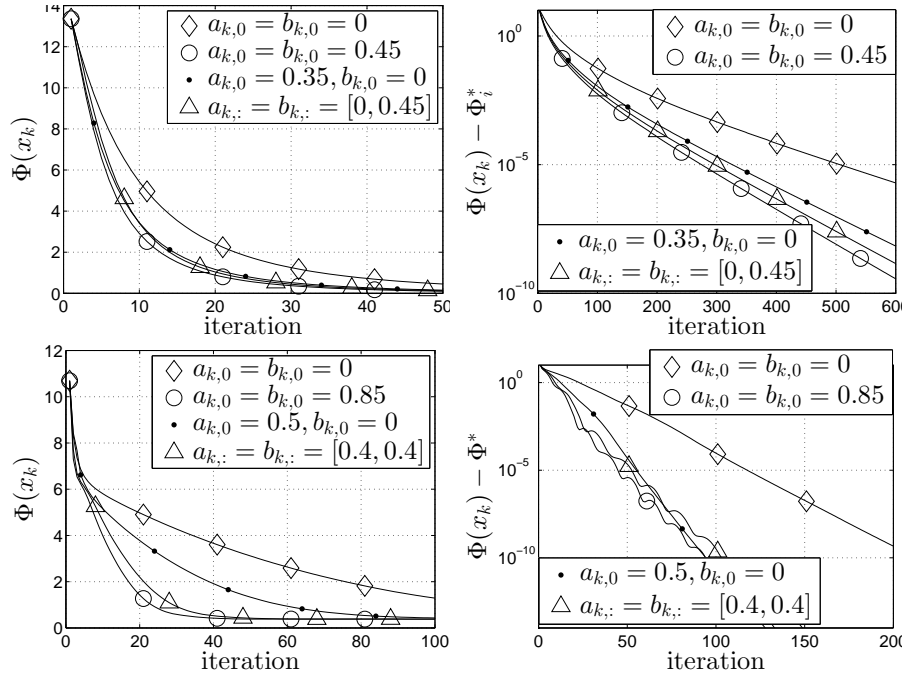 14
12
10
8
6
4
2
0
0 10 20 30 40 50
Φ(x_k)
iteration
a_{k,0} = b_{k,0} = 0
a_{k,0} = b_{k,0} = 0.45
a_{k,0} = 0.35, b_{k,0} = 0
a_{k,:} = b_{k,:} = [0, 0.45]
10^0
10^{-5}
10^{-10}
0 100 200 300 400 500 600
Φ(x_k) − Φ_i^*
iteration
a_{k,0} = b_{k,0} = 0
a_{k,0} = b_{k,0} = 0.45
a_{k,0} = 0.35, b_{k,0} = 0
a_{k,:} = b_{k,:} = [0, 0.45]
12
10
8
6
4
2
0
0 20 40 60 80 100
Φ(x_k)
iteration
a_{k,0} = b_{k,0} = 0
a_{k,0} = b_{k,0} = 0.85
a_{k,0} = 0.5, b_{k,0} = 0
a_{k,:} = b_{k,:} = [0.4, 0.4]
10^0
10^{-5}
10^{-10}
0 50 100 150 200
Φ(x_k) − Φ^*
iteration
a_{k,0} = b_{k,0} = 0
a_{k,0} = b_{k,0} = 0.85
a_{k,0} = 0.5, b_{k,0} = 0
a_{k,:} = b_{k,:} = [0.4, 0.4]